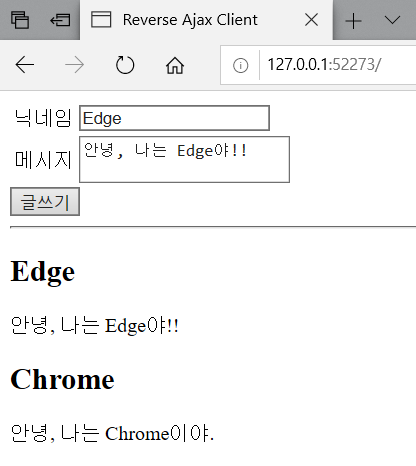 Reverse Ajax Client
127.0.0.1:52273/
닉네임 Edge
메시지 안녕, 나는 Edge야!!
글쓰기
Edge
안녕, 나는 Edge야!!
Chrome
안녕, 나는 Chrome이야.